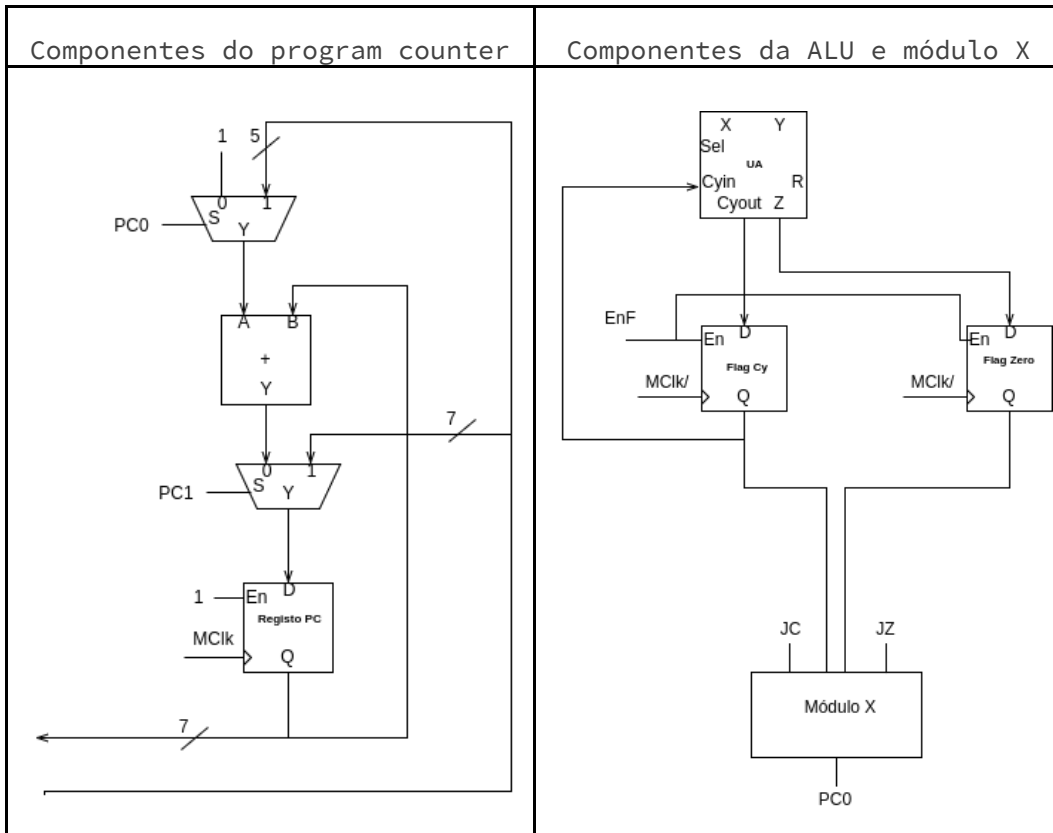 Componentes do program counter
Componentes da ALU e módulo X
1
5
0
1
S
Y
PC0
A
B
+
Y
7
0
1
S
Y
PC1
1
En
D
Registo PC
MClk
Q
7
X
Y
Sel
UA
Cyin
R
Cyout
Z
EnF
En
D
Flag Cy
MClk/
Q
En
D
Flag Zero
MClk/
Q
JC
JZ
Módulo X
PC0